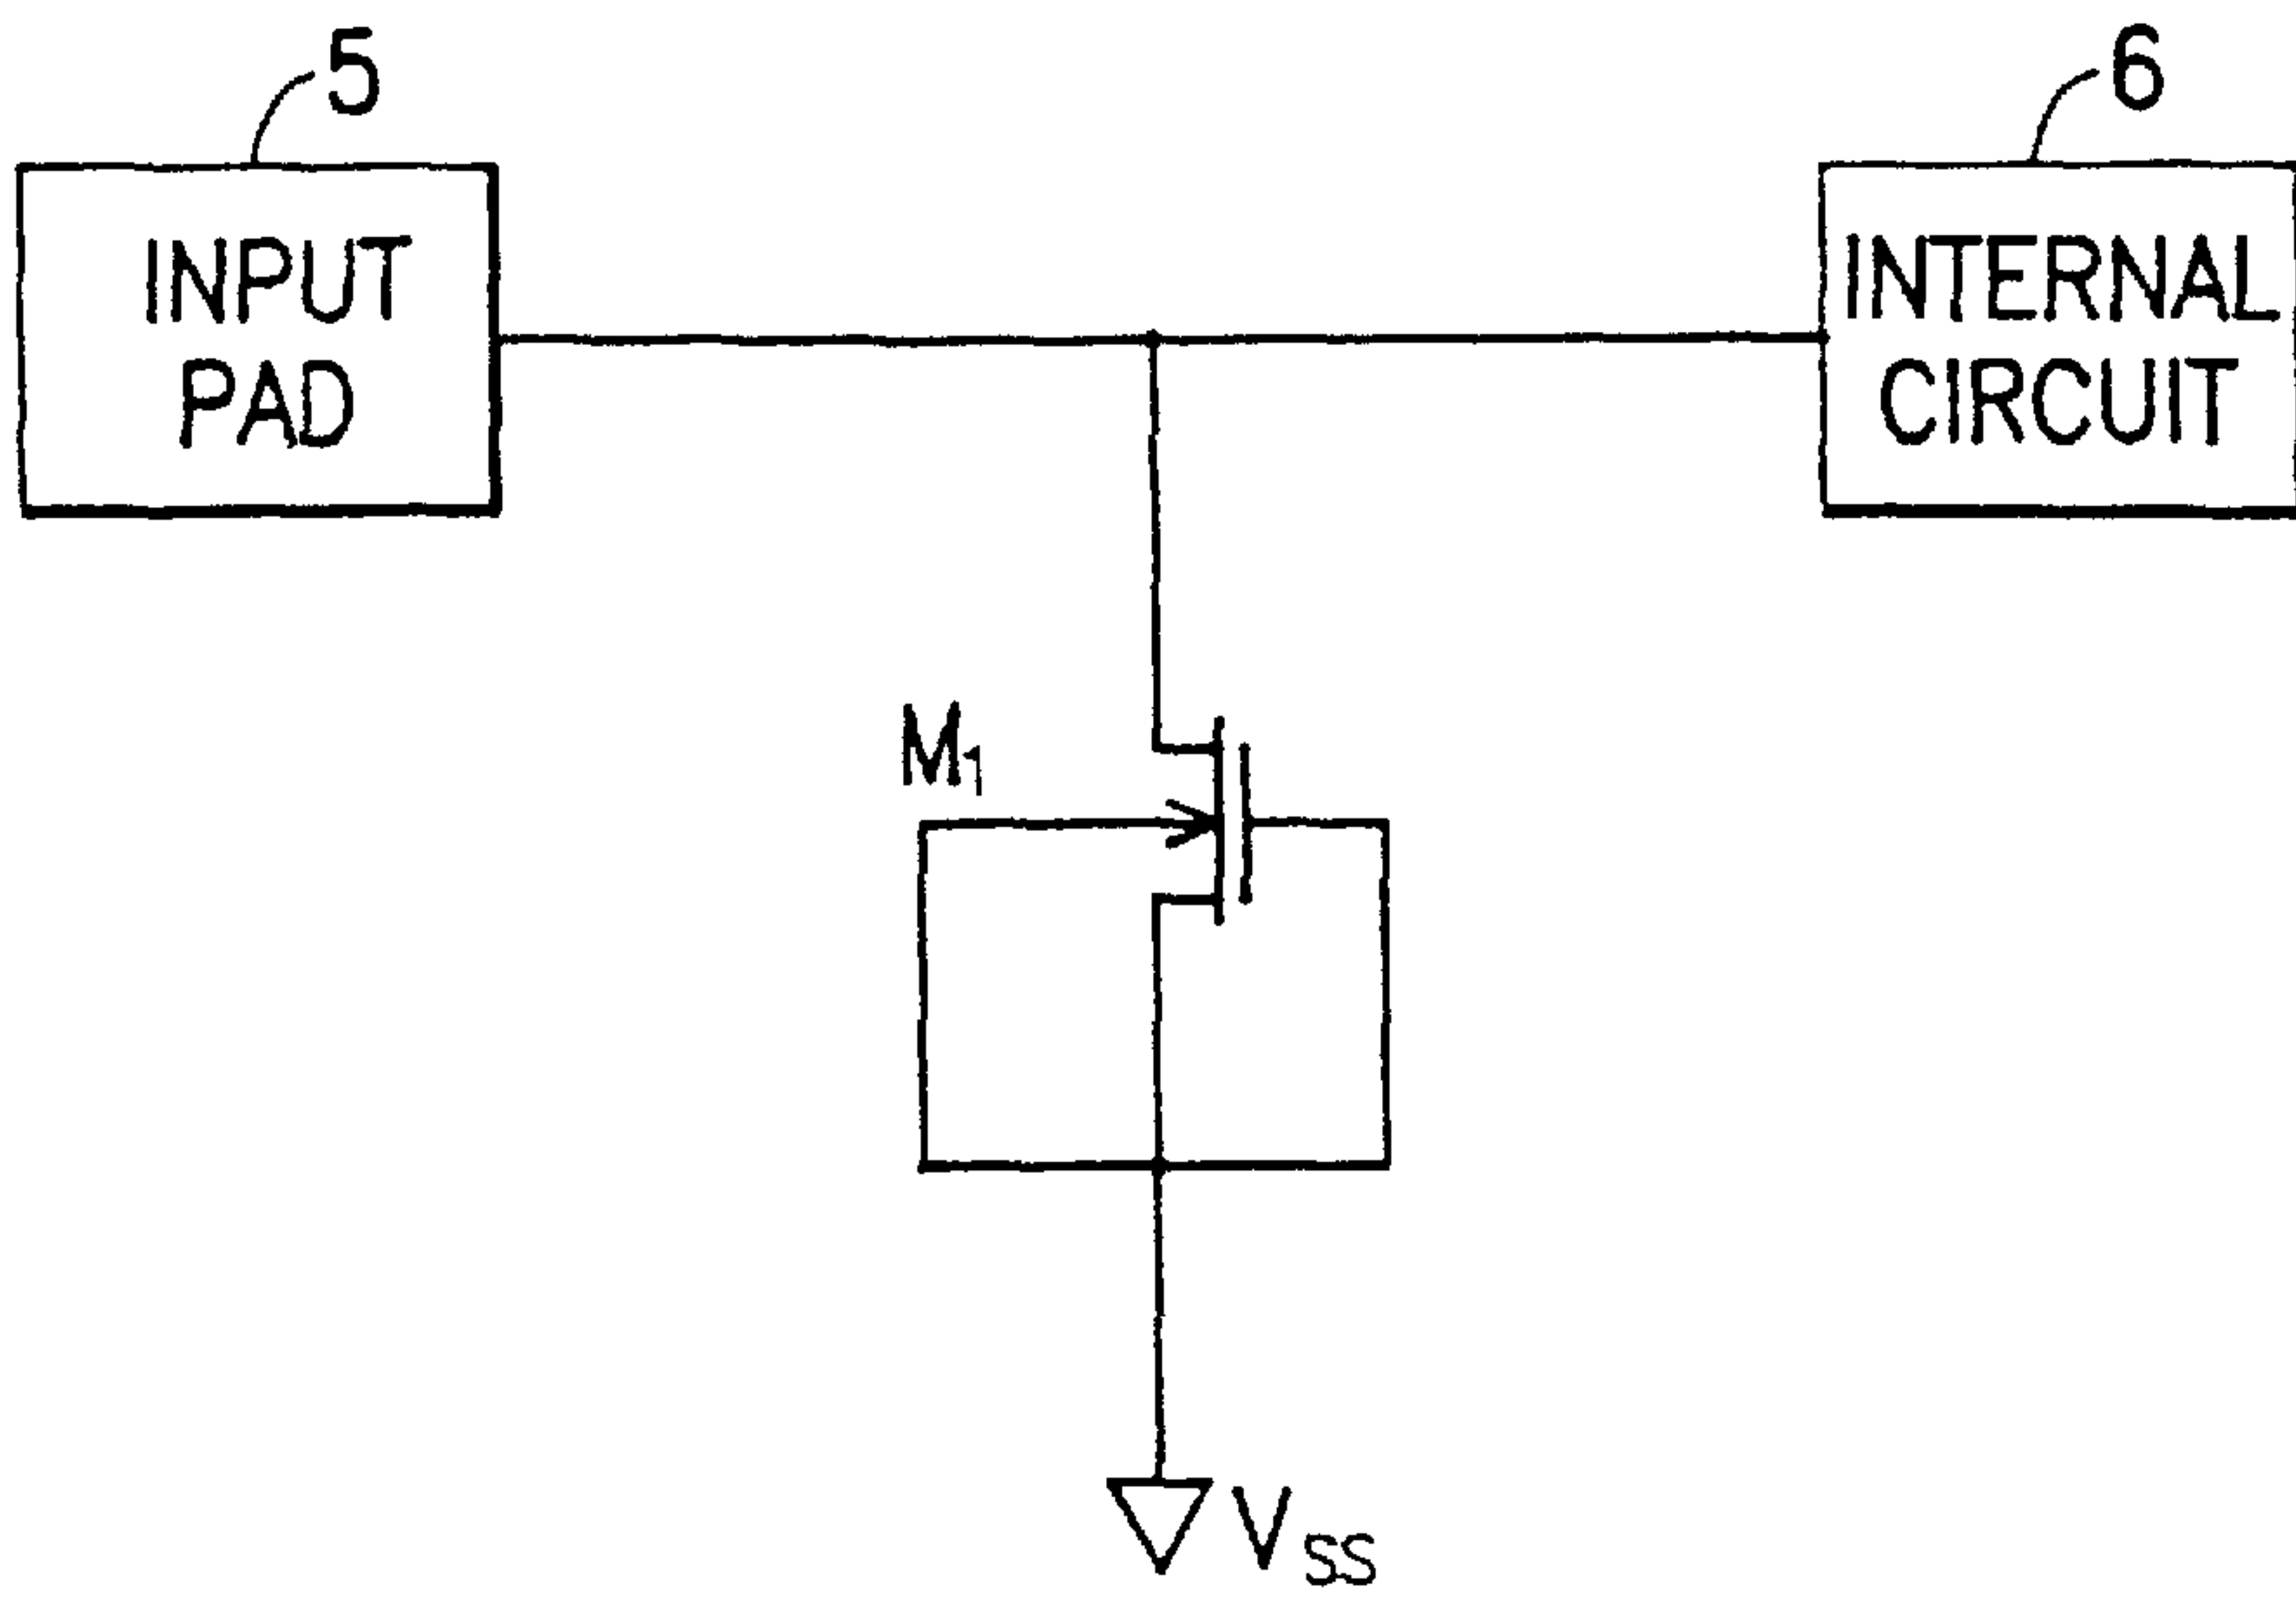 5
6
INPUT
PAD
INTERNAL
CIRCUIT
M1
VSS